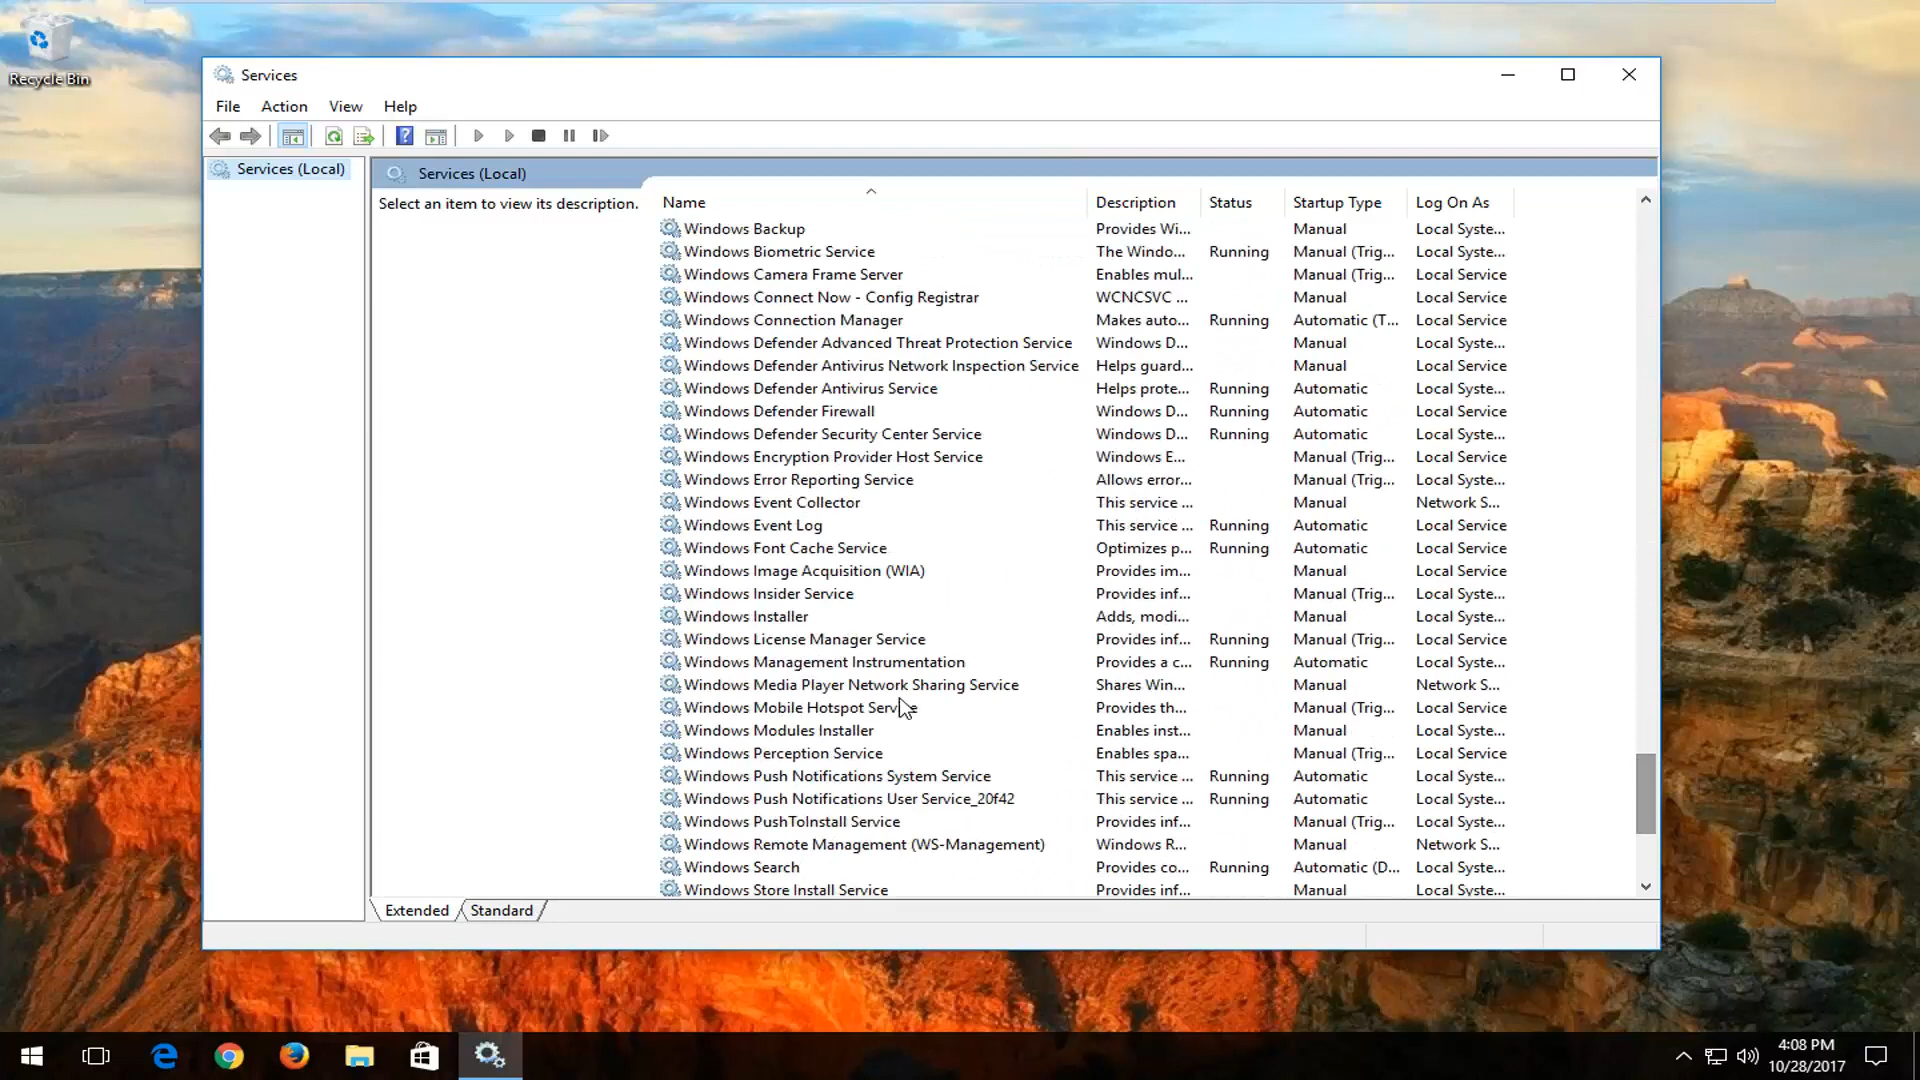 Recycle Bin
Services
File Action View Help
Services (Local)
Services (Local)
Select an item to view its description.
Name Description Status Startup Type Log On As
Windows Backup Provides Wi... Manual Local Syste...
Windows Biometric Service The Windo... Running Manual (Trig... Local Syste...
Windows Camera Frame Server Enables mul... Manual (Trig... Local Service
Windows Connect Now - Config Registrar WCNCSVC ... Manual Local Service
Windows Connection Manager Makes auto... Running Automatic (T... Local Service
Windows Defender Advanced Threat Protection Service Windows D... Manual Local Syste...
Windows Defender Antivirus Network Inspection Service Helps guard... Manual Local Service
Windows Defender Antivirus Service Helps prote... Running Automatic Local Syste...
Windows Defender Firewall Windows D... Running Automatic Local Service
Windows Defender Security Center Service Windows D... Running Automatic Local Syste...
Windows Encryption Provider Host Service Windows E... Manual (Trig... Local Service
Windows Error Reporting Service Allows error... Manual (Trig... Local Syste...
Windows Event Collector This service ... Manual Network S...
Windows Event Log This service ... Running Automatic Local Service
Windows Font Cache Service Optimizes p... Running Automatic Local Service
Windows Image Acquisition (WIA) Provides im... Manual Local Service
Windows Insider Service Provides inf... Manual (Trig... Local Syste...
Windows Installer Adds, modi... Manual Local Syste...
Windows License Manager Service Provides inf... Running Manual (Trig... Local Service
Windows Management Instrumentation Provides a c... Running Automatic Local Syste...
Windows Media Player Network Sharing Service Shares Win... Manual Network S...
Windows Mobile Hotspot Service Provides th... Manual (Trig... Local Service
Windows Modules Installer Enables inst... Manual Local Syste...
Windows Perception Service Enables spa... Manual (Trig... Local Service
Windows Push Notifications System Service This service ... Running Automatic Local Syste...
Windows Push Notifications User Service_20f42 This service ... Running Automatic Local Syste...
Windows PushToInstall Service Provides inf... Manual (Trig... Local Syste...
Windows Remote Management (WS-Management) Windows R... Manual Network S...
Windows Search Provides co... Running Automatic (D... Local Syste...
Windows Store Install Service Provides inf... Manual Local Syste...
Extended Standard
4:08 PM
10/28/2017